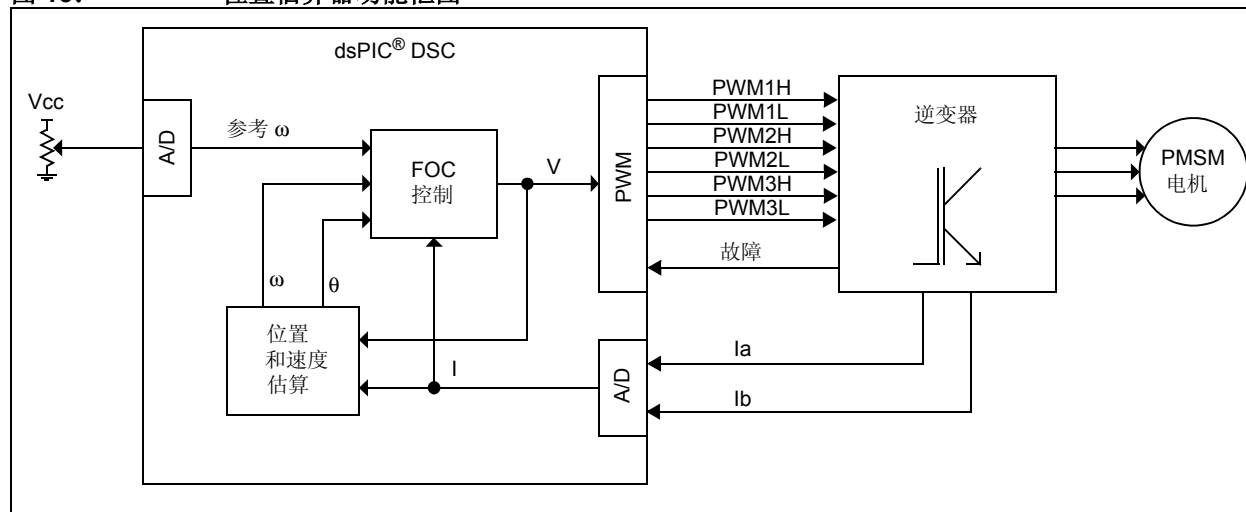 dsPIC® DSC
Vcc
A/D
参考 ω
FOC
控制
V
PWM
PWM1H
PWM1L
PWM2H
PWM2L
PWM3H
PWM3L
故障
逆变器
PMSM
电机
ω
θ
位置
和速度
估算
I
A/D
Ia
Ib